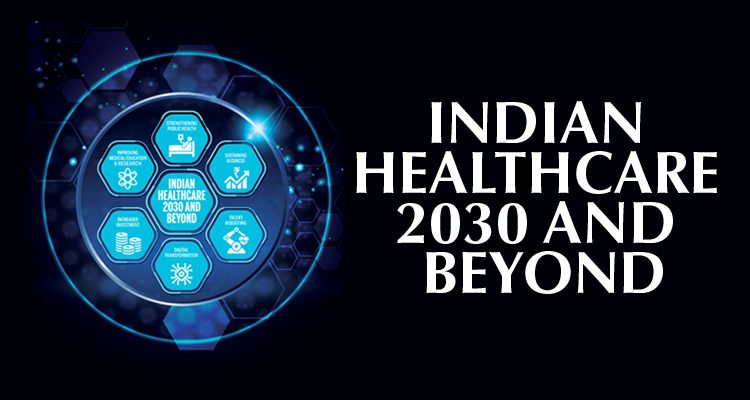 STRENGTHENING
PUBLIC HEALTH
IMPROVING
MEDICAL EDUCATION
& RESEARCH
SUSTAINING
BUSINESS
INDIAN
HEALTHCARE
2030 AND
BEYOND
INCREASED
INVESTMENT
TALENT
REBOOTING
DIGITAL
TRANSFORMATION
INDIAN
HEALTHCARE
2030 AND
BEYOND